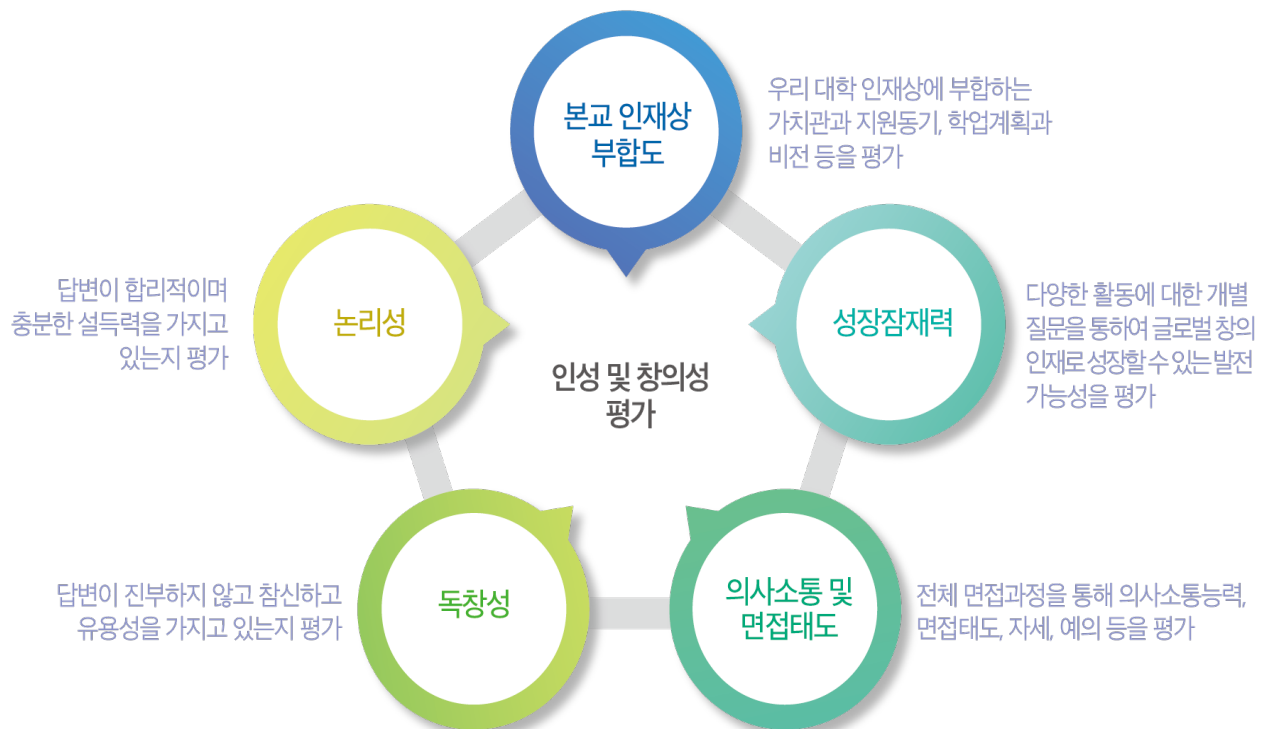 본교 인재상
부합도
우리 대학 인재상에 부합하는
가치관과 지원동기, 학업계획과
비전 등을 평가
논리성
답변이 합리적이며
충분한 설득력을 가지고
있는지 평가
성장잠재력
다양한 활동에 대한 개별
질문을 통하여 글로벌 창의
인재로 성장할 수 있는 발전
가능성을 평가
인성 및 창의성
평가
독창성
답변이 진부하지 않고 참신하고
유용성을 가지고 있는지 평가
의사소통 및
면접태도
전체 면접과정을 통해 의사소통능력,
면접태도, 자세, 예의 등을 평가